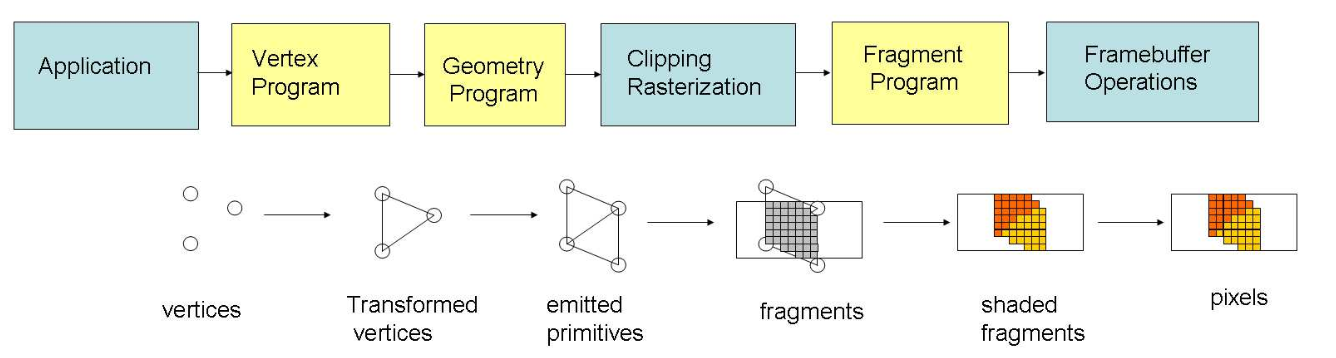 Application
Vertex
Program
Geometry
Program
Clipping
Rasterization
Fragment
Program
Framebuffer
Operations
vertices
Transformed
vertices
emitted
primitives
fragments
shaded
fragments
pixels